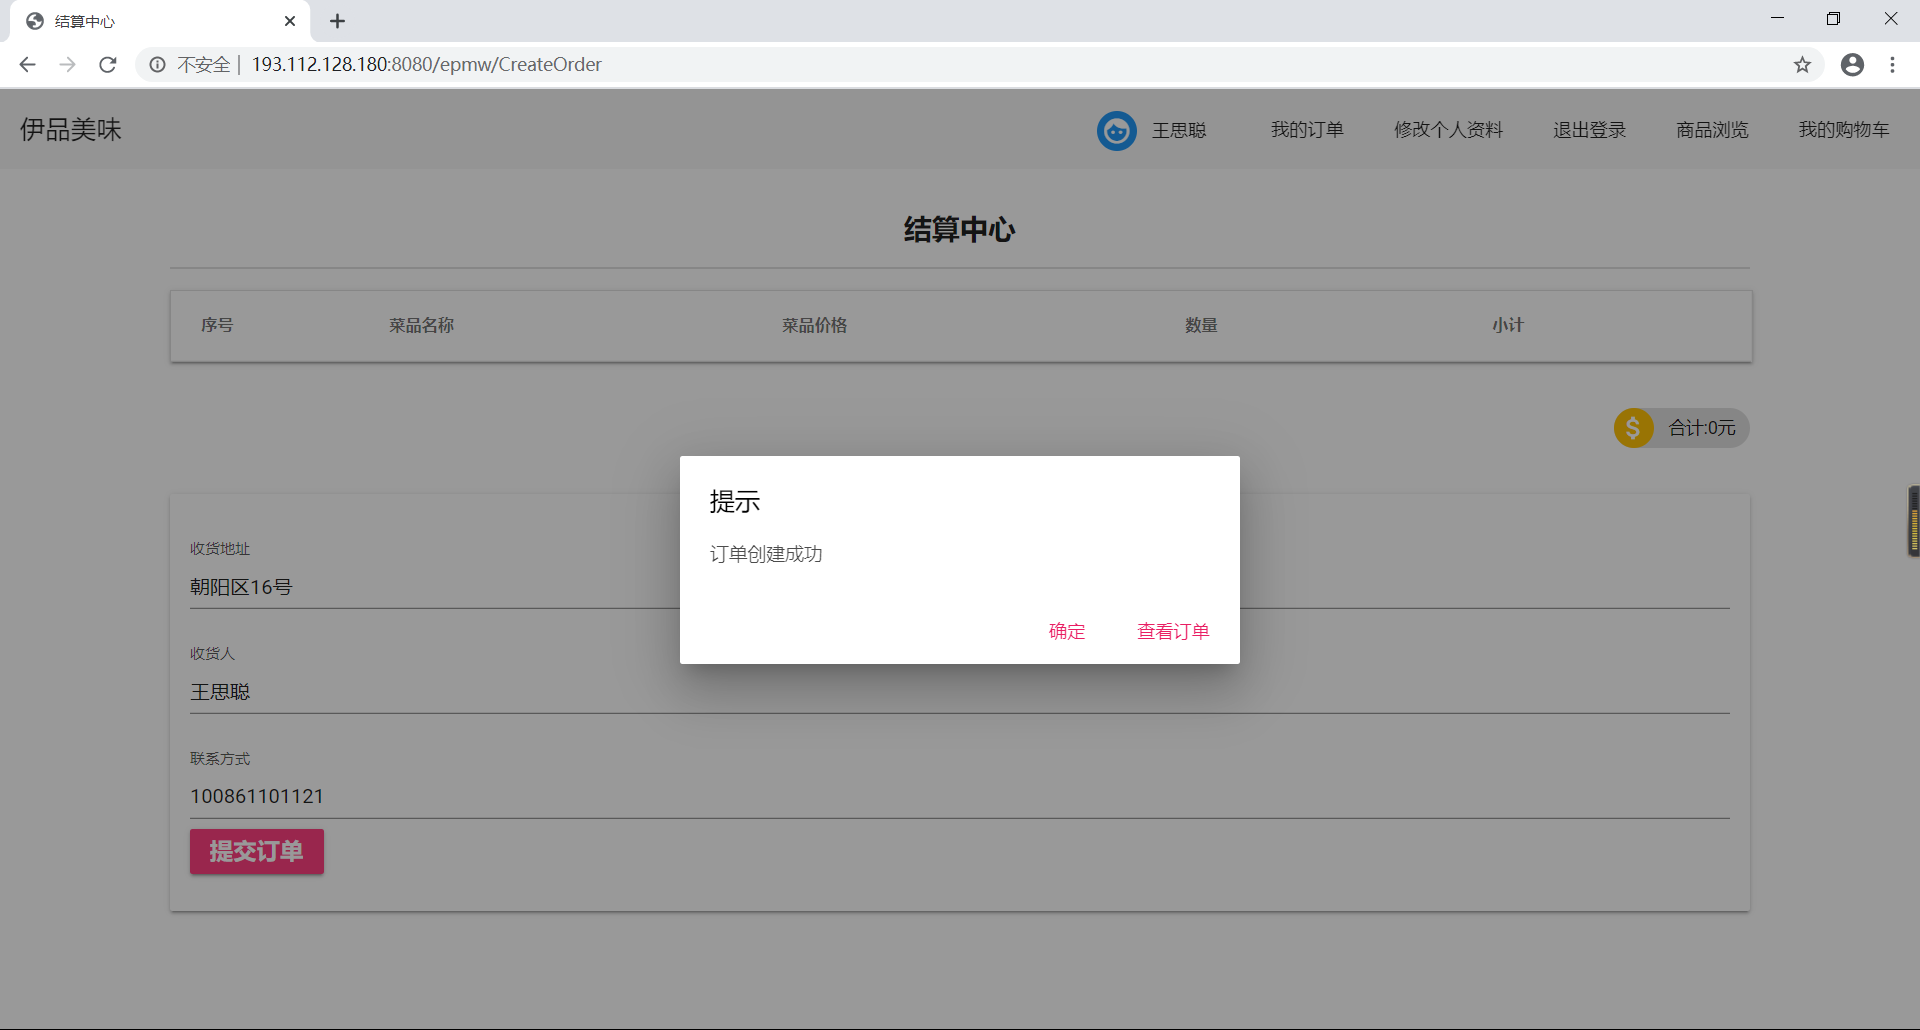 结算中心
不安全 | 193.112.128.180:8080/epmw/CreateOrder
伊品美味 王思聪 我的订单 修改个人资料 退出登录 商品浏览 我的购物车
结算中心
序号 菜品名称 菜品价格 数量 小计
合计:0元
提示
订单创建成功
确定 查看订单
收货地址
朝阳区16号
收货人
王思聪
联系方式
100861101121
提交订单